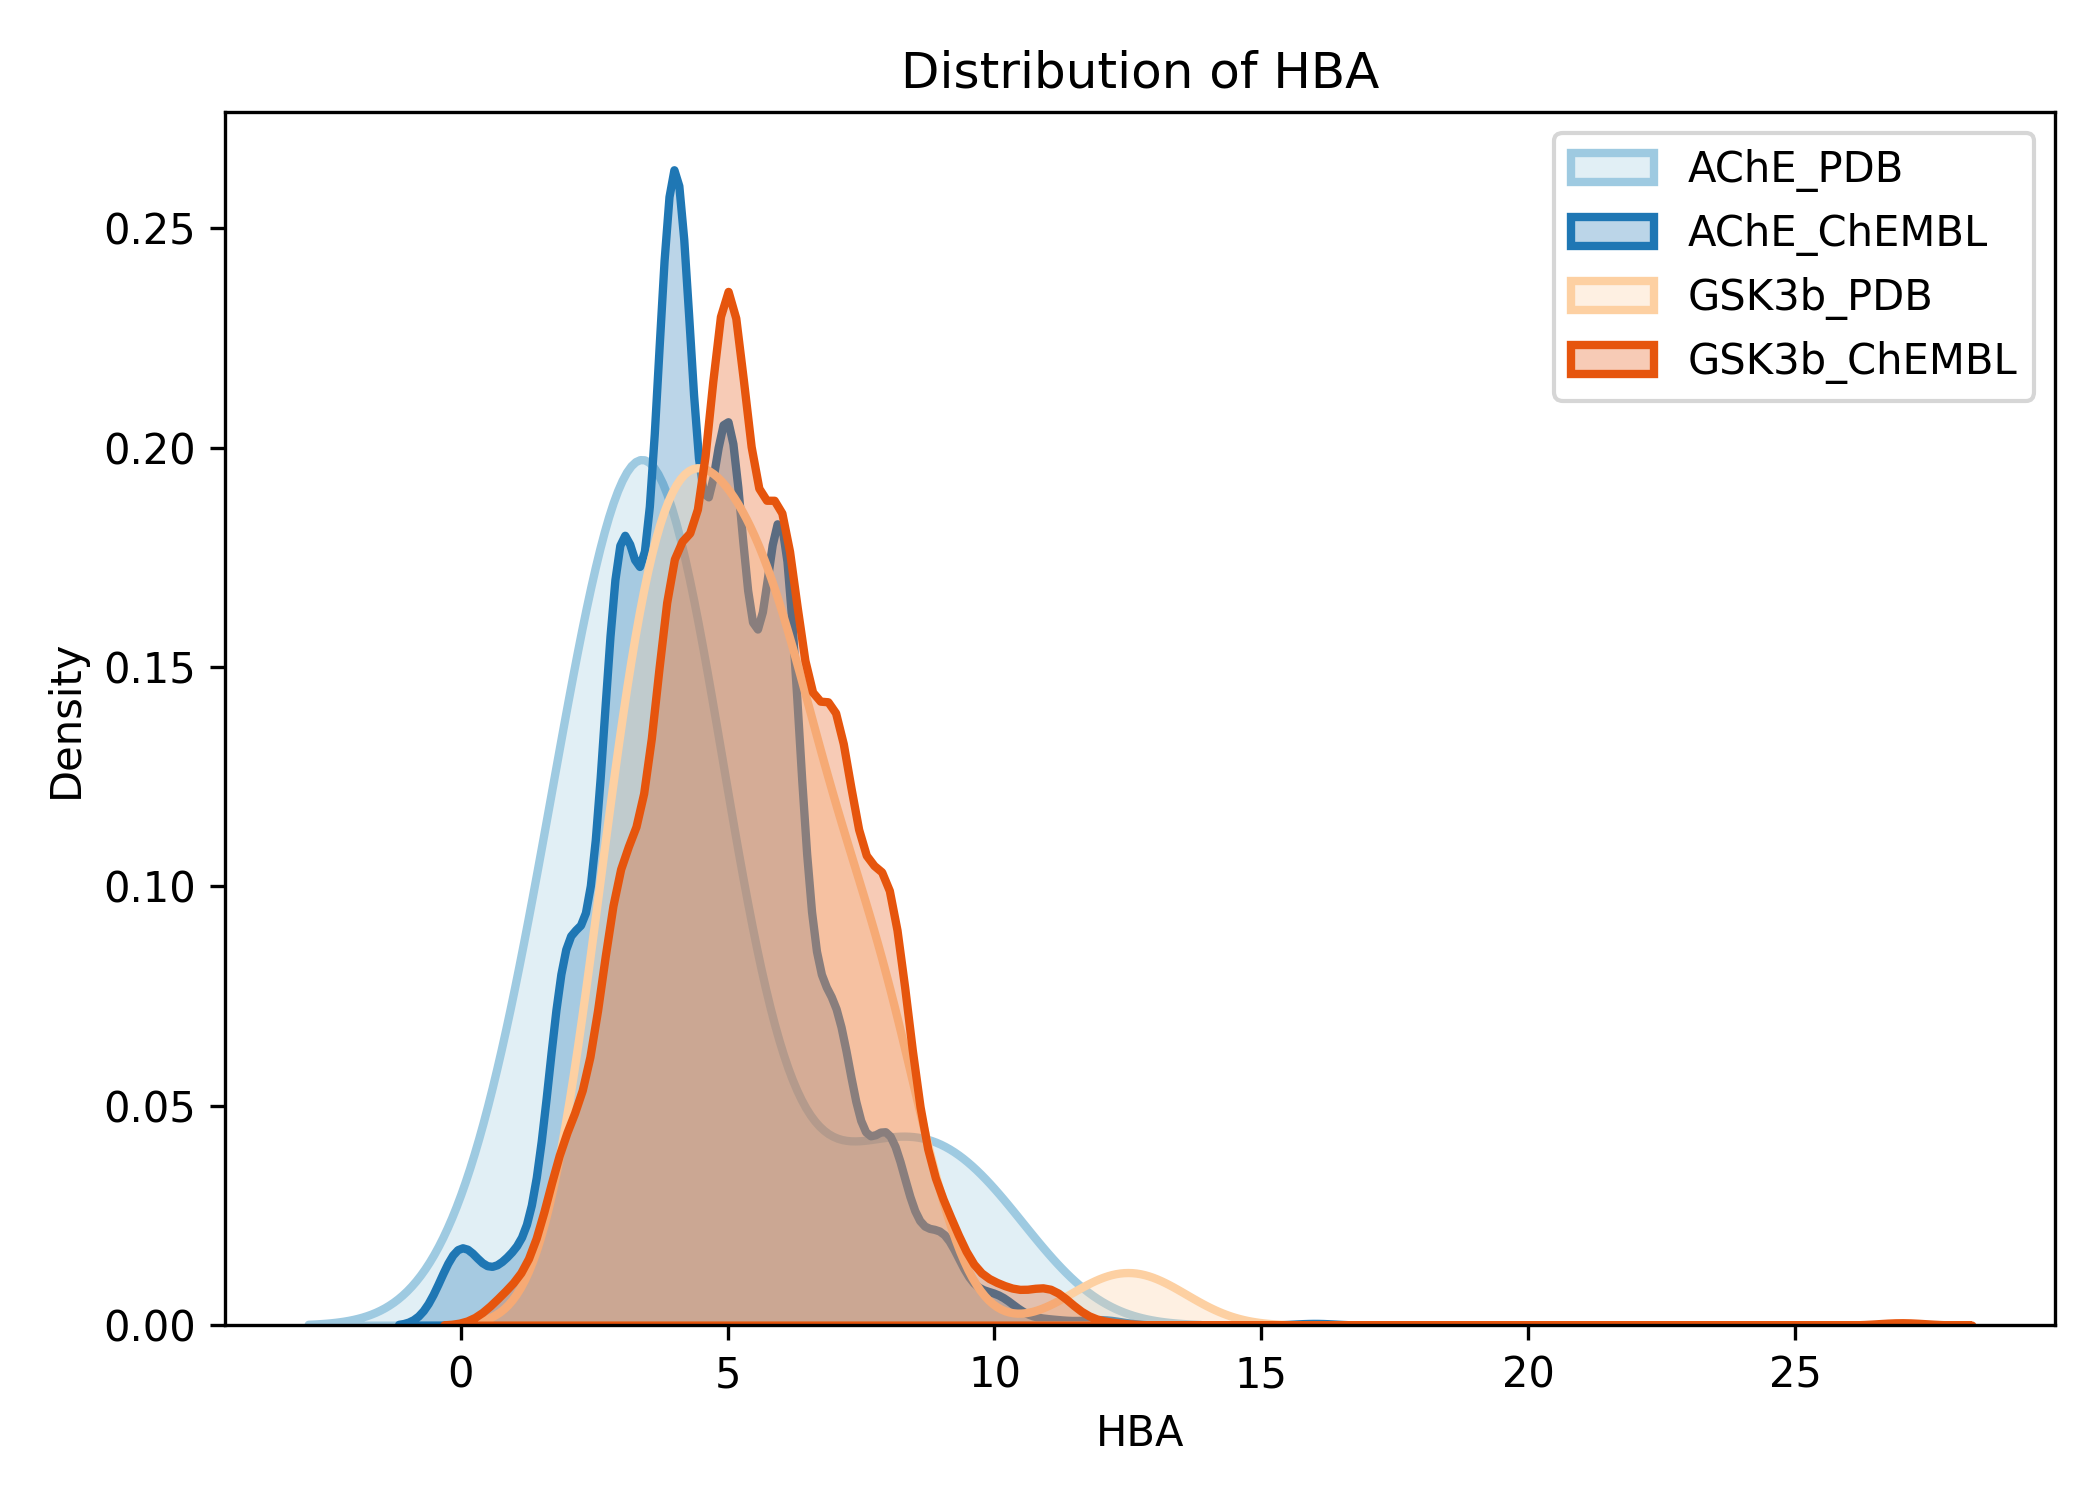 Distribution of HBA
AChE_PDB
AChE_ChEMBL
GSK3b_PDB
GSK3b_ChEMBL
Density
0.25
0.20
0.15
0.10
0.05
0.00
0 5 10 15 20 25
HBA